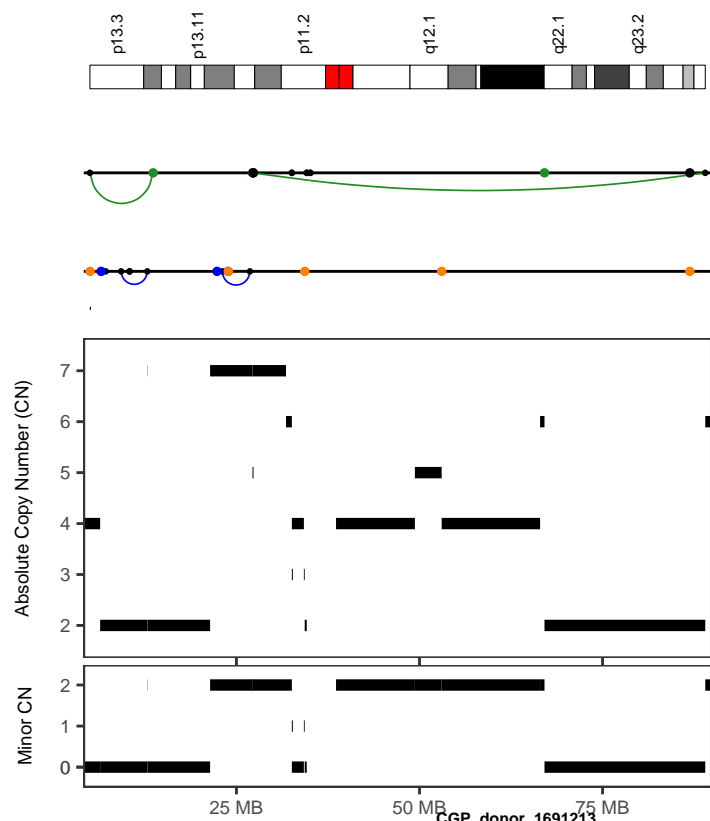 p13.3
p13.11
p11.2
q12.1
q22.1
q23.2
Absolute Copy Number (CN)
7
6
5
4
3
2
Minor CN
2
1
0
25 MB
50 MB
75 MB
CGP_donor_1691213